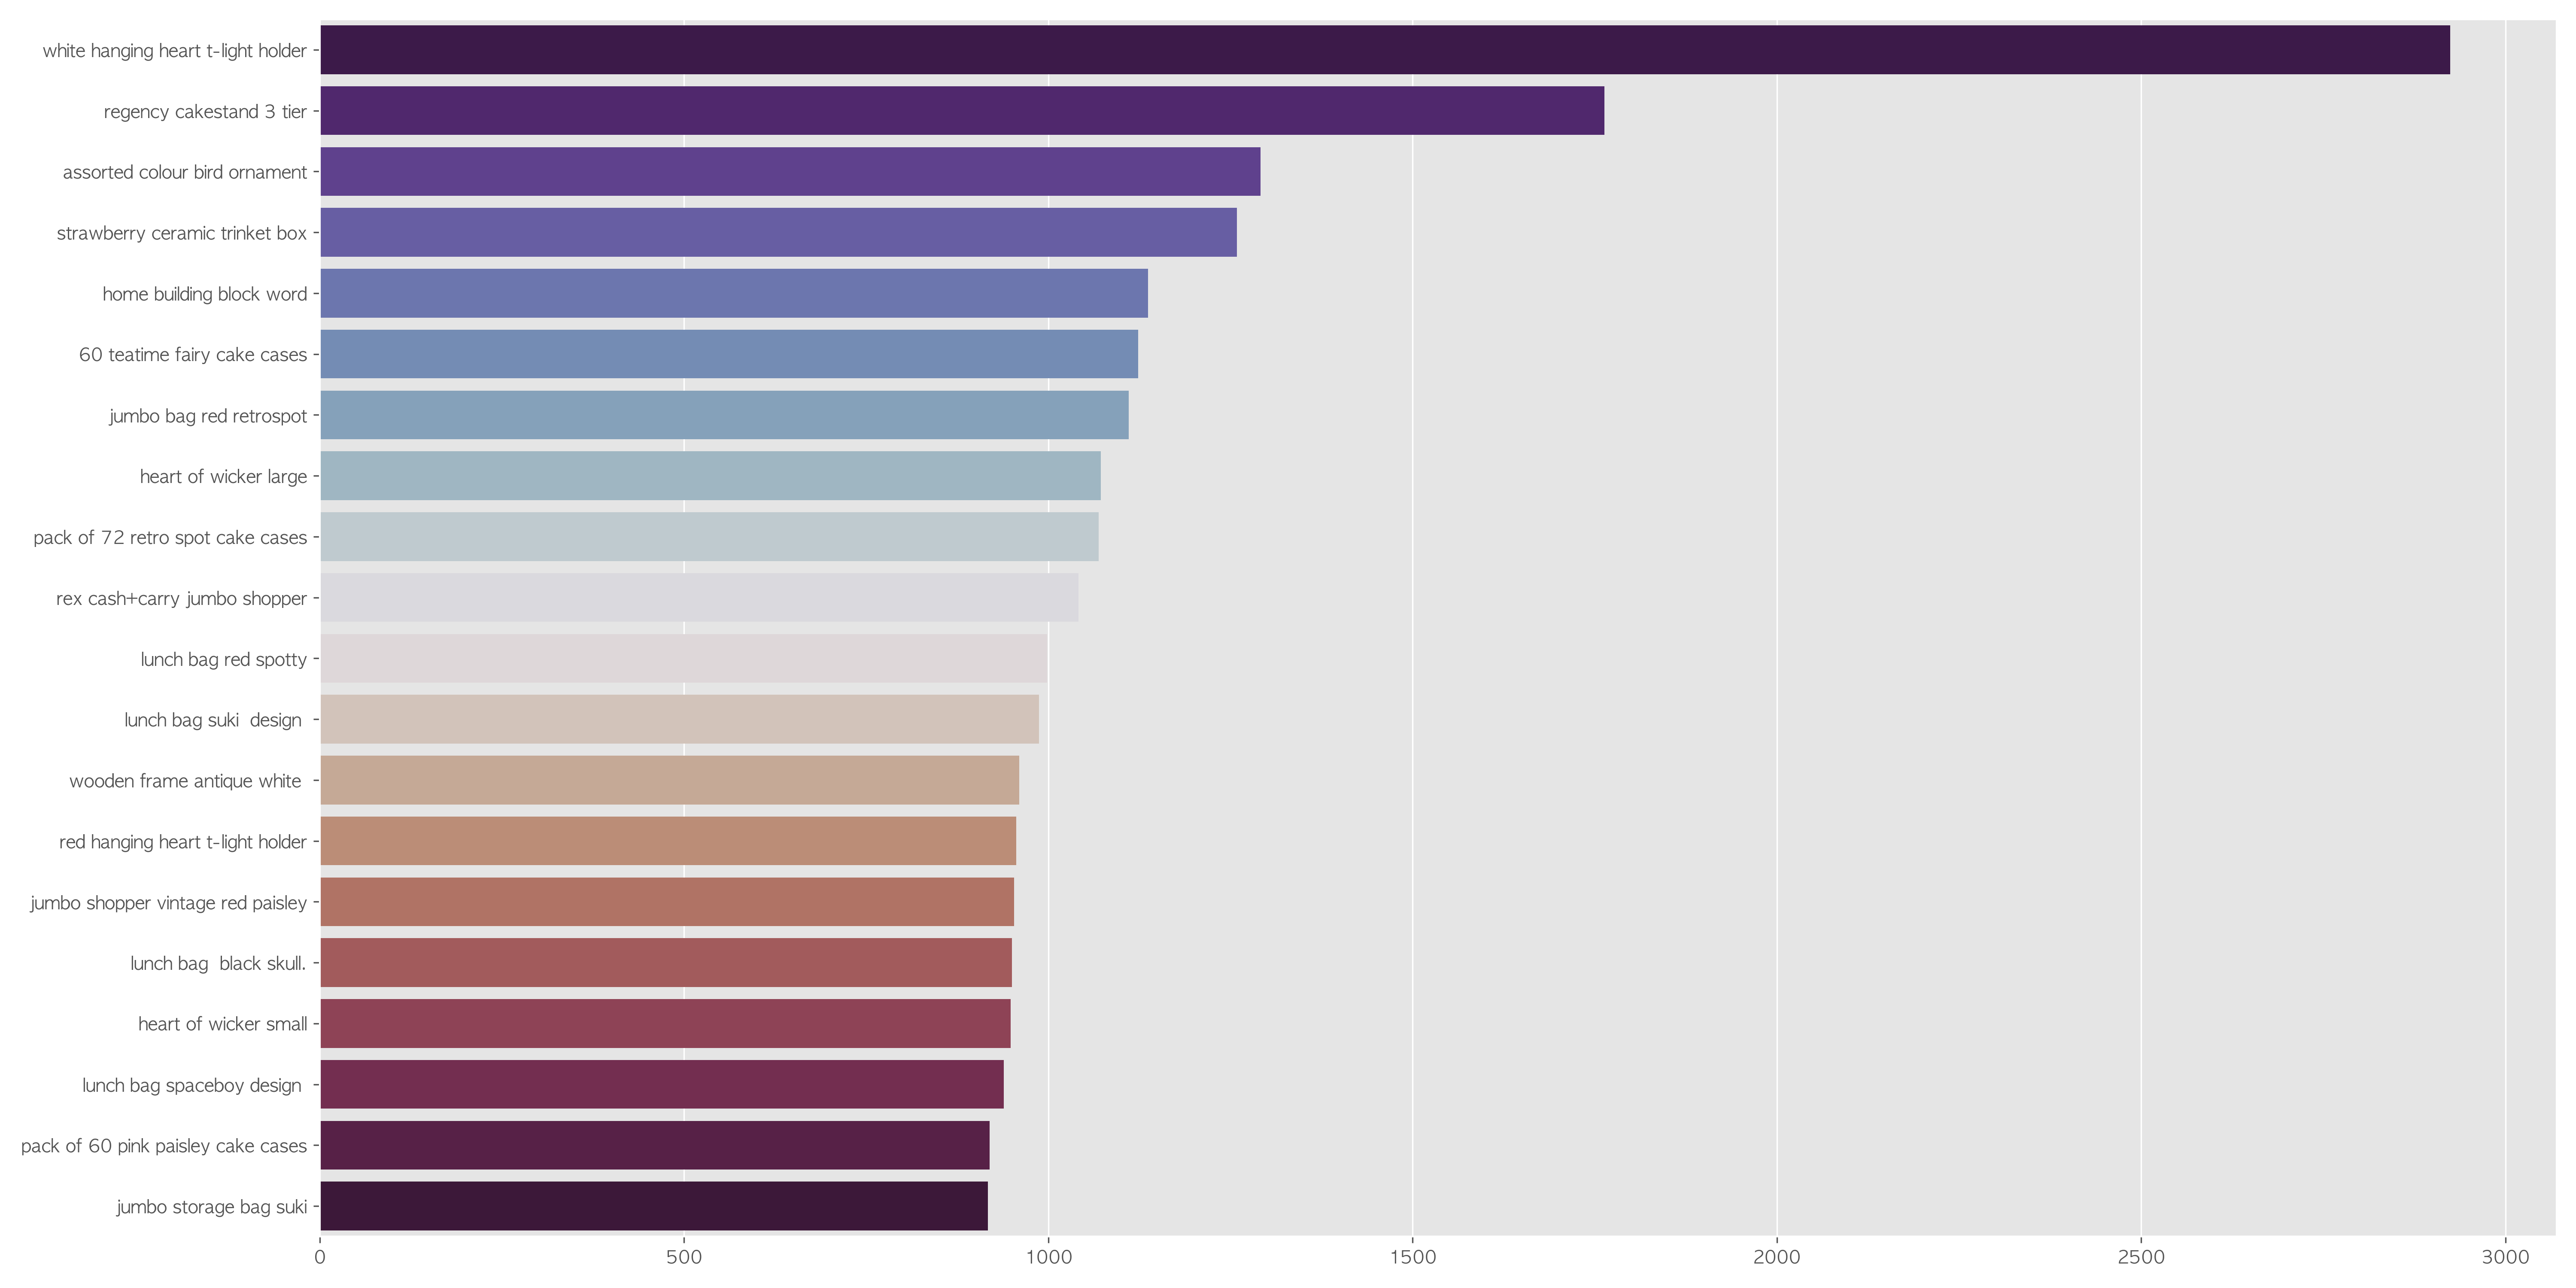 white hanging heart t-light holder
regency cakestand 3 tier
assorted colour bird ornament
strawberry ceramic trinket box
home building block word
60 teatime fairy cake cases
jumbo bag red retrospot
heart of wicker large
pack of 72 retro spot cake cases
rex cash+carry jumbo shopper
lunch bag red spotty
lunch bag suki  design
wooden frame antique white
red hanging heart t-light holder
jumbo shopper vintage red paisley
lunch bag  black skull.
heart of wicker small
lunch bag spaceboy design
pack of 60 pink paisley cake cases
jumbo storage bag suki
0 500 1000 1500 2000 2500 3000